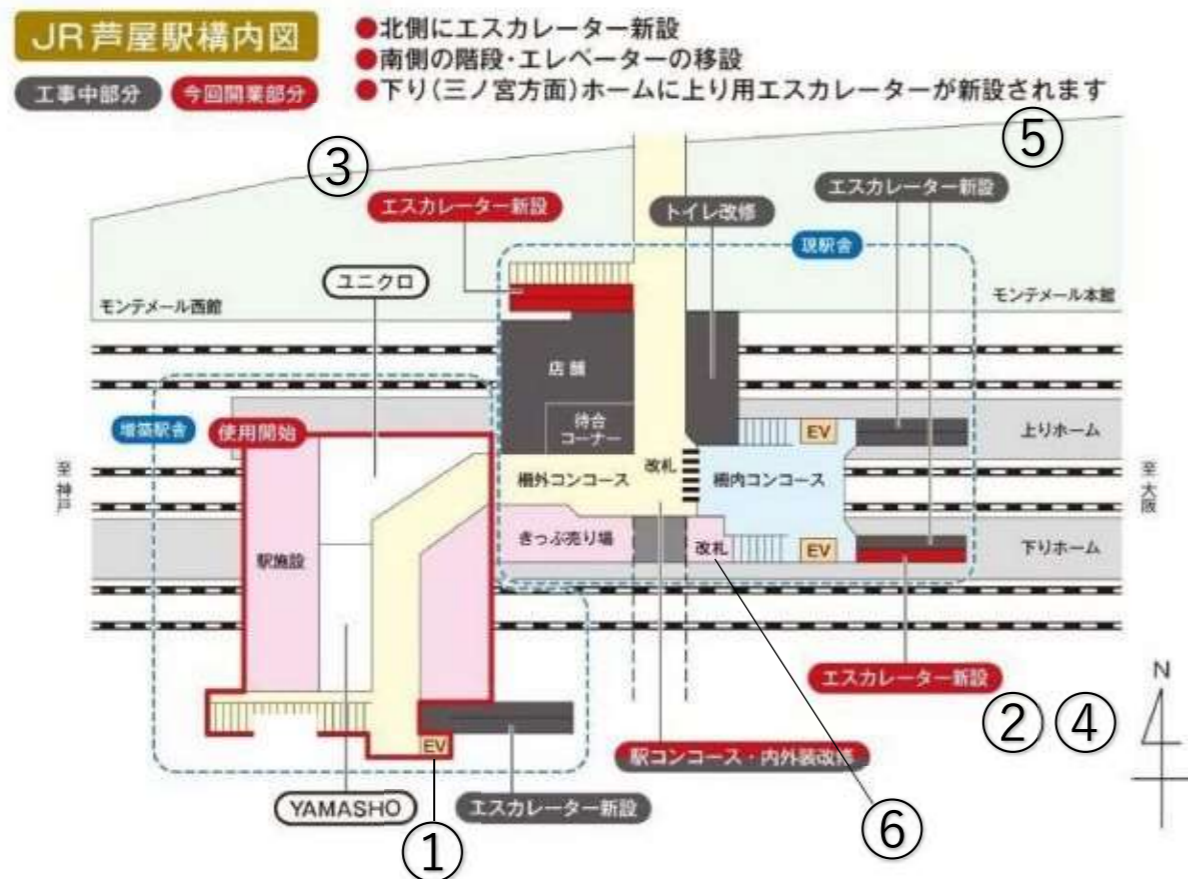 JR芦屋駅構内図
●北側にエスカレーター新設
●南側の階段・エレベーターの移設
工事中部分
今回開業部分
●下り(三ノ宮方面)ホームに上り用エスカレーターが新設されます
③
⑤
エスカレーター新設
エスカレーター新設
トイレ改修
現駅舎
ユニクロ
モンテメール西館
モンテメール本館
店舗
増築駅舎
使用開始
待合
コーナー
EV
上りホーム
至神戸
柵外コンコース
改札
柵内コンコース
至大阪
駅施設
きっぷ売り場
改札
EV
下りホーム
エスカレーター新設
N
②
④
EV
駅コンコース・内外装改修
YAMASHO
エスカレーター新設
①
⑥